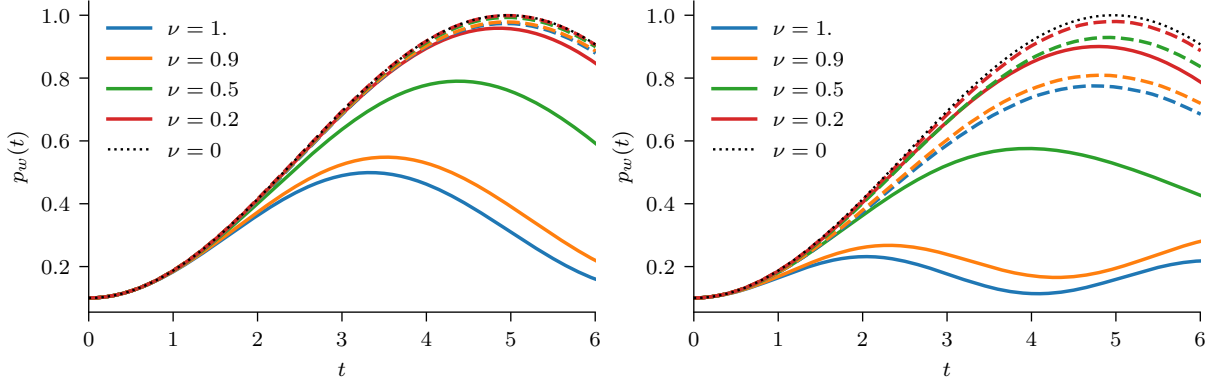 1.0
0.8
0.6
0.4
0.2
p_w(t)
ν = 1.
ν = 0.9
ν = 0.5
ν = 0.2
ν = 0
0 1 2 3 4 5 6
t
1.0
0.8
0.6
0.4
0.2
p_w(t)
ν = 1.
ν = 0.9
ν = 0.5
ν = 0.2
ν = 0
0 1 2 3 4 5 6
t